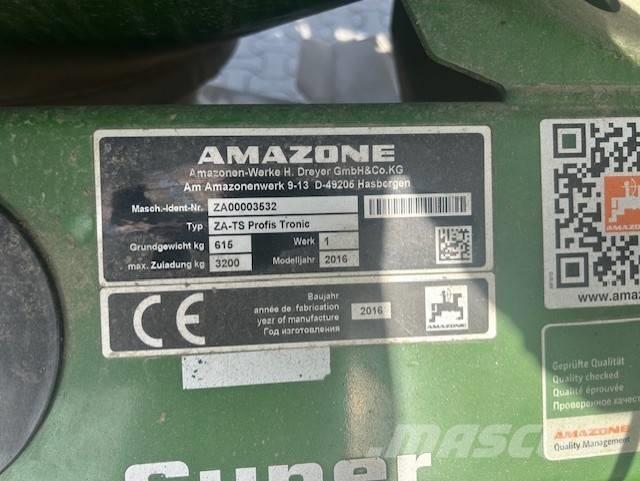 AMAZONE
Amazonen-Werke H. Dreyer GmbH&Co.KG
Am Amazonenwerk 9-13 D-49205 Hasbergen
Masch.-Ident-Nr. ZA00003532
Typ ZA-TS Profis Tronic
Grundgewicht kg 615 Werk 1
max. Zuladung kg 3200 Modelljahr 2016
CE
Baujahr
année de fabrication
year of manufacture
Год изготовления
2016
AMAZONE
AMAZONE
www.amaz
Geprüfte Qualität
Quality checked
Qualité éprouvée
Проверенное качест
AMAZONE
Quality Management
Super
MASCUS